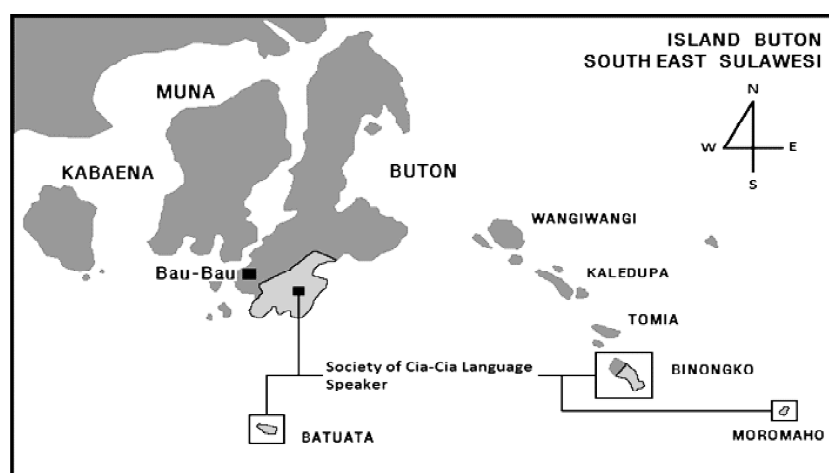 ISLAND BUTON
SOUTH EAST SULAWESI
N
W E
S
MUNA
KABAENA
BUTON
WANGIWANGI
Bau-Bau
KALEDUPA
TOMIA
Society of Cia-Cia Language
Speaker
BINONGKO
BATUATA
MOROMAHO